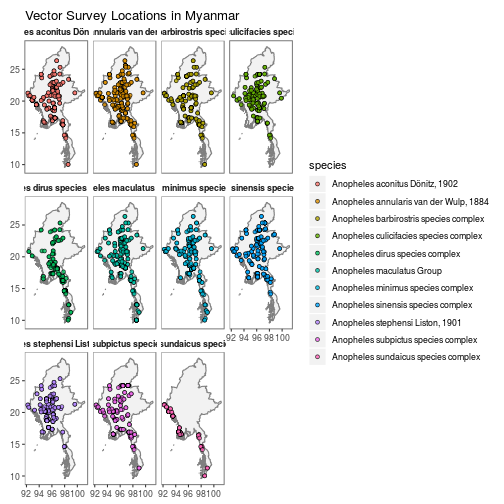 Vector Survey Locations in Myanmar
es aconitus Dön
nnularis van der
barbirostris speci
culicifacies speci
25
20
15
10
es dirus species
eles maculatus
minimus specie
sinensis specie
25
20
15
10
92 94 96 98 100
es stephensi List
subpictus specie
sundaicus specie
25
20
15
10
92 94 96 98 100
92 94 96 98 100
92 94 96 98 100
species
Anopheles aconitus Dönitz, 1902
Anopheles annularis van der Wulp, 1884
Anopheles barbirostris species complex
Anopheles culicifacies species complex
Anopheles dirus species complex
Anopheles maculatus Group
Anopheles minimus species complex
Anopheles sinensis species complex
Anopheles stephensi Liston, 1901
Anopheles subpictus species complex
Anopheles sundaicus species complex